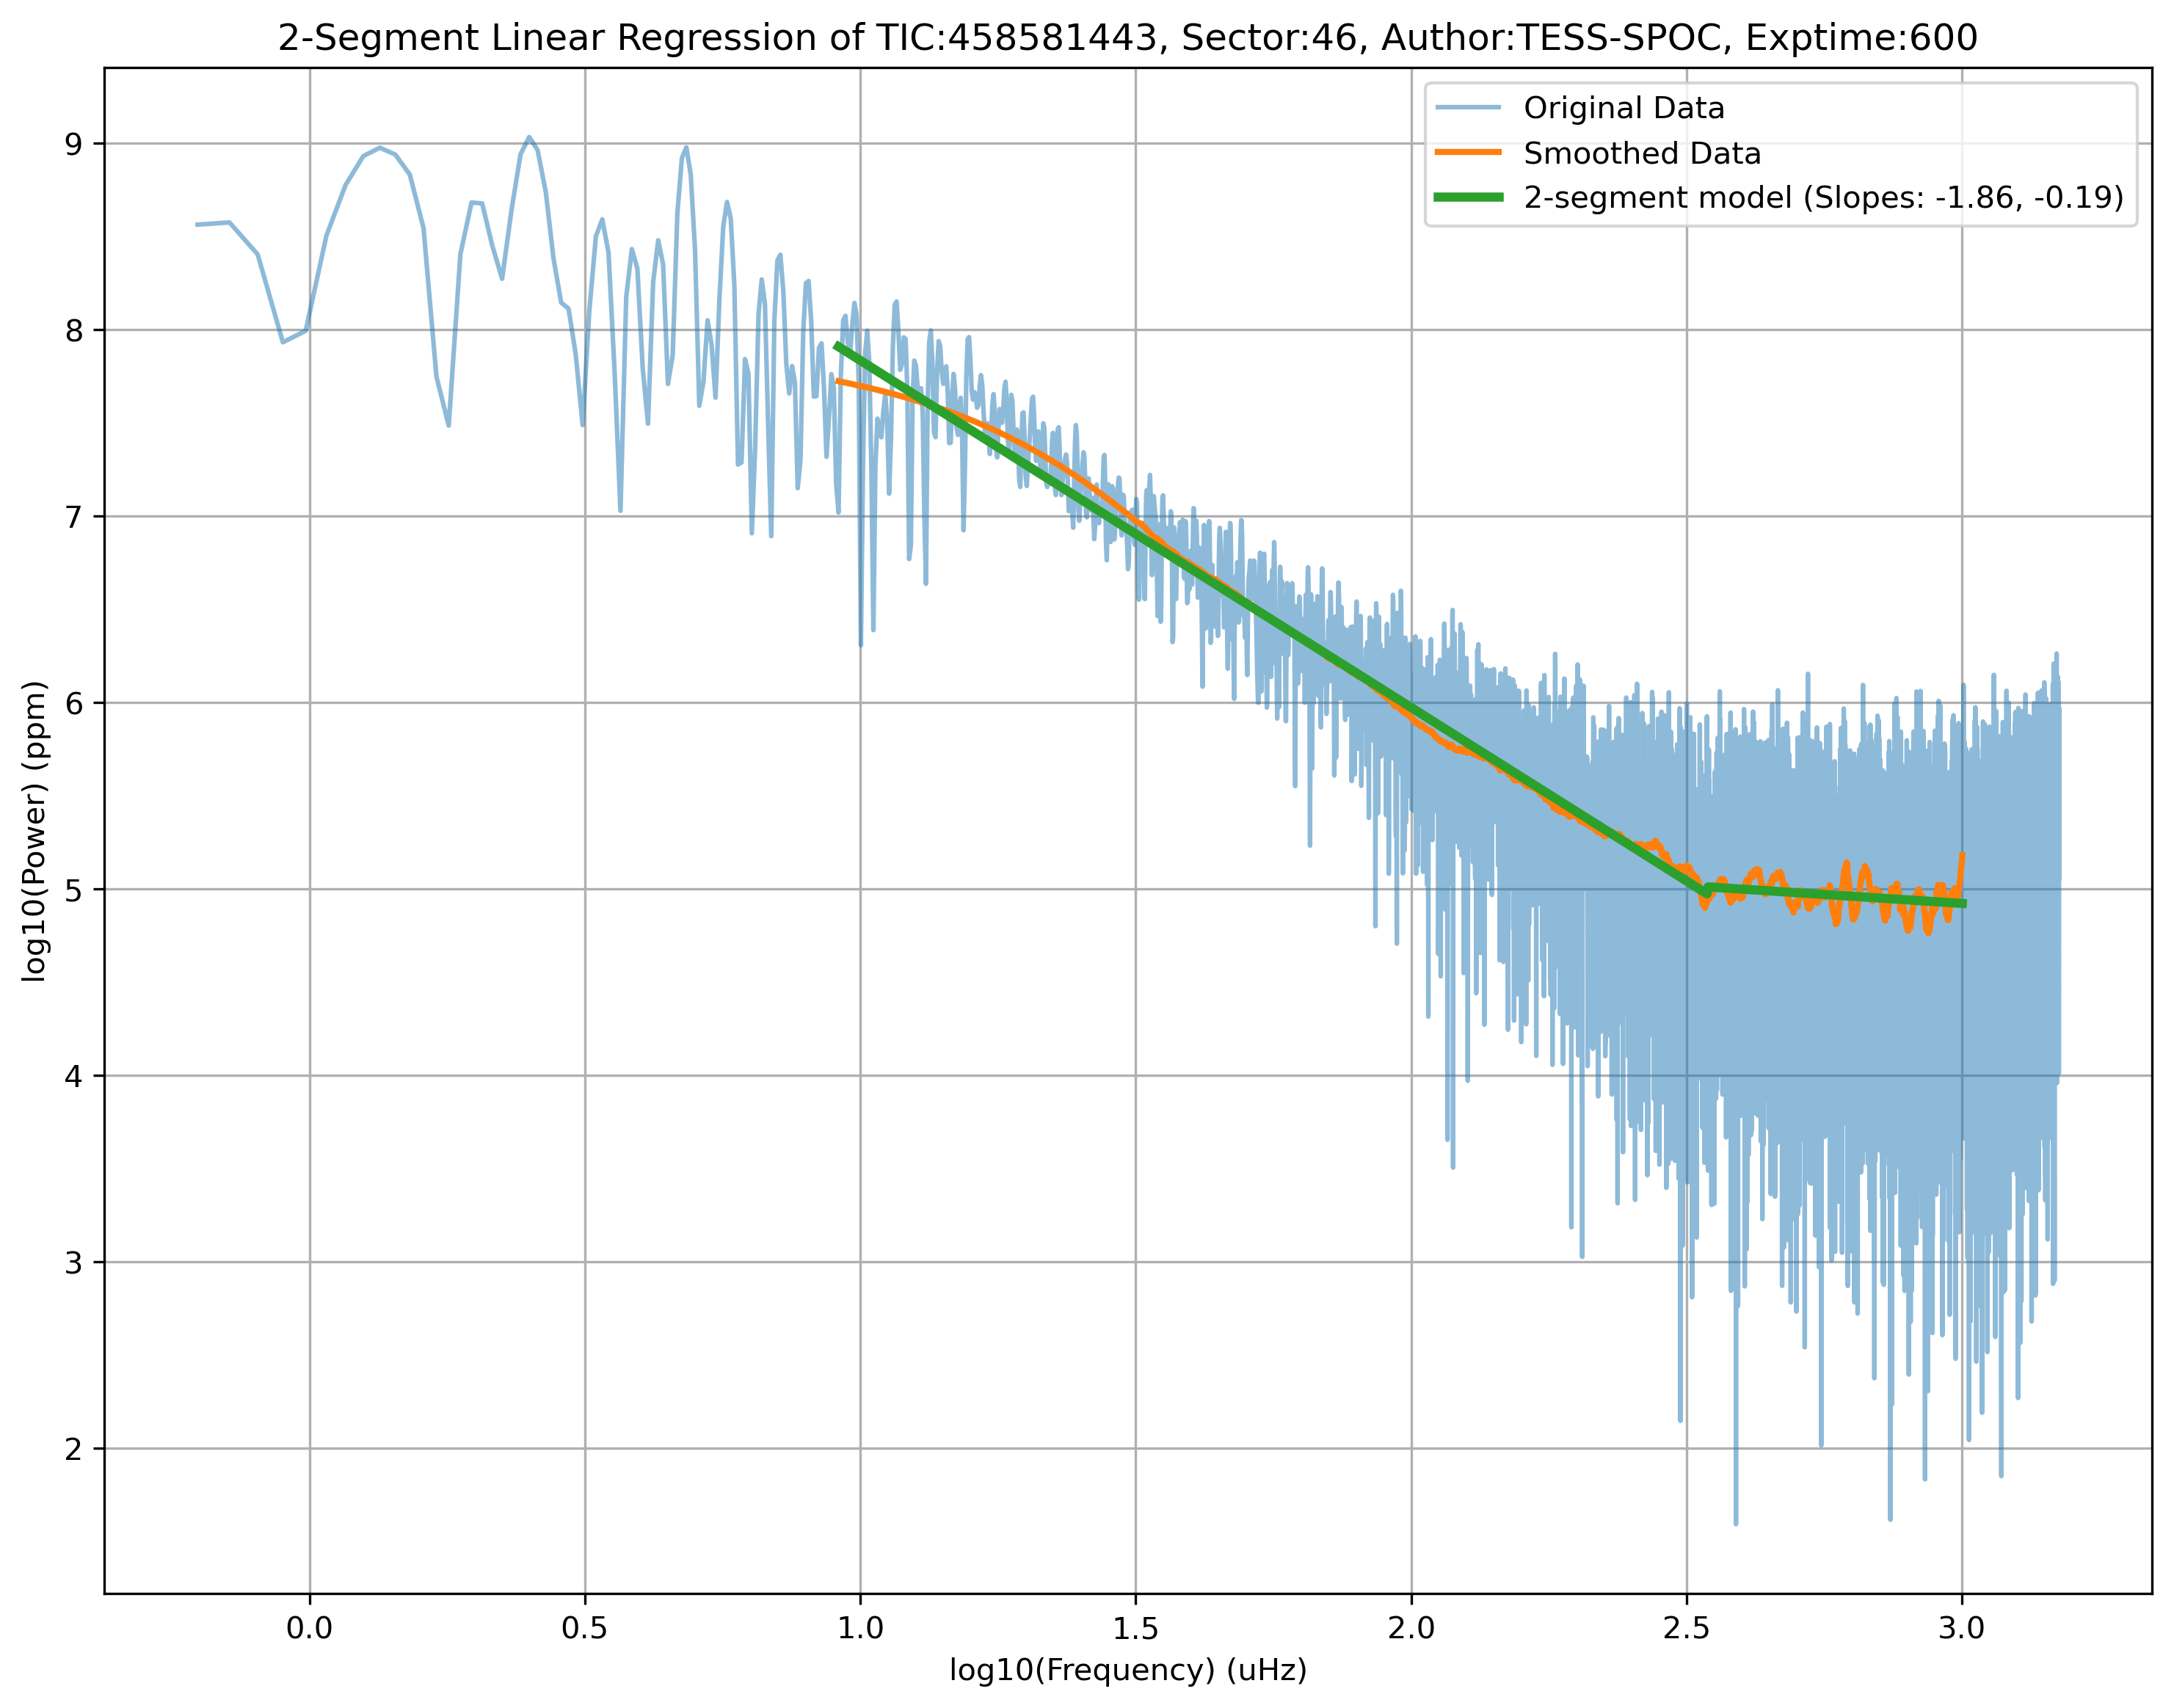 2-Segment Linear Regression of TIC:458581443, Sector:46, Author:TESS-SPOC, Exptime:600
Original Data
Smoothed Data
2-segment model (Slopes: -1.86, -0.19)
log10(Power) (ppm)
9
8
7
6
5
4
3
2
0.0 0.5 1.0 1.5 2.0 2.5 3.0
log10(Frequency) (uHz)